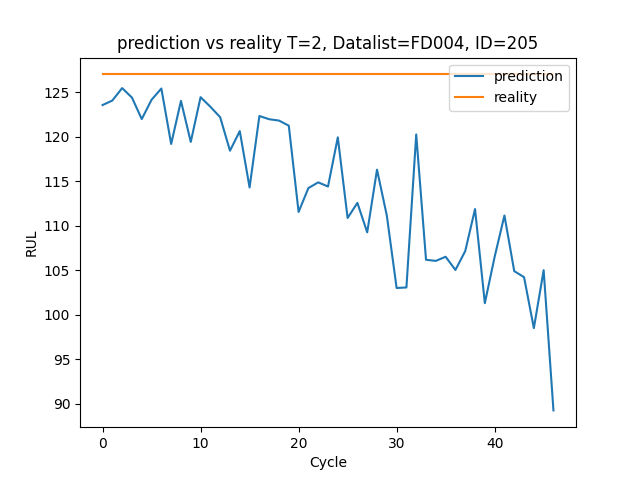 prediction vs reality T=2, Datalist=FD004, ID=205
prediction
reality
125
120
115
110
105
100
95
90
RUL
0 10 20 30 40
Cycle